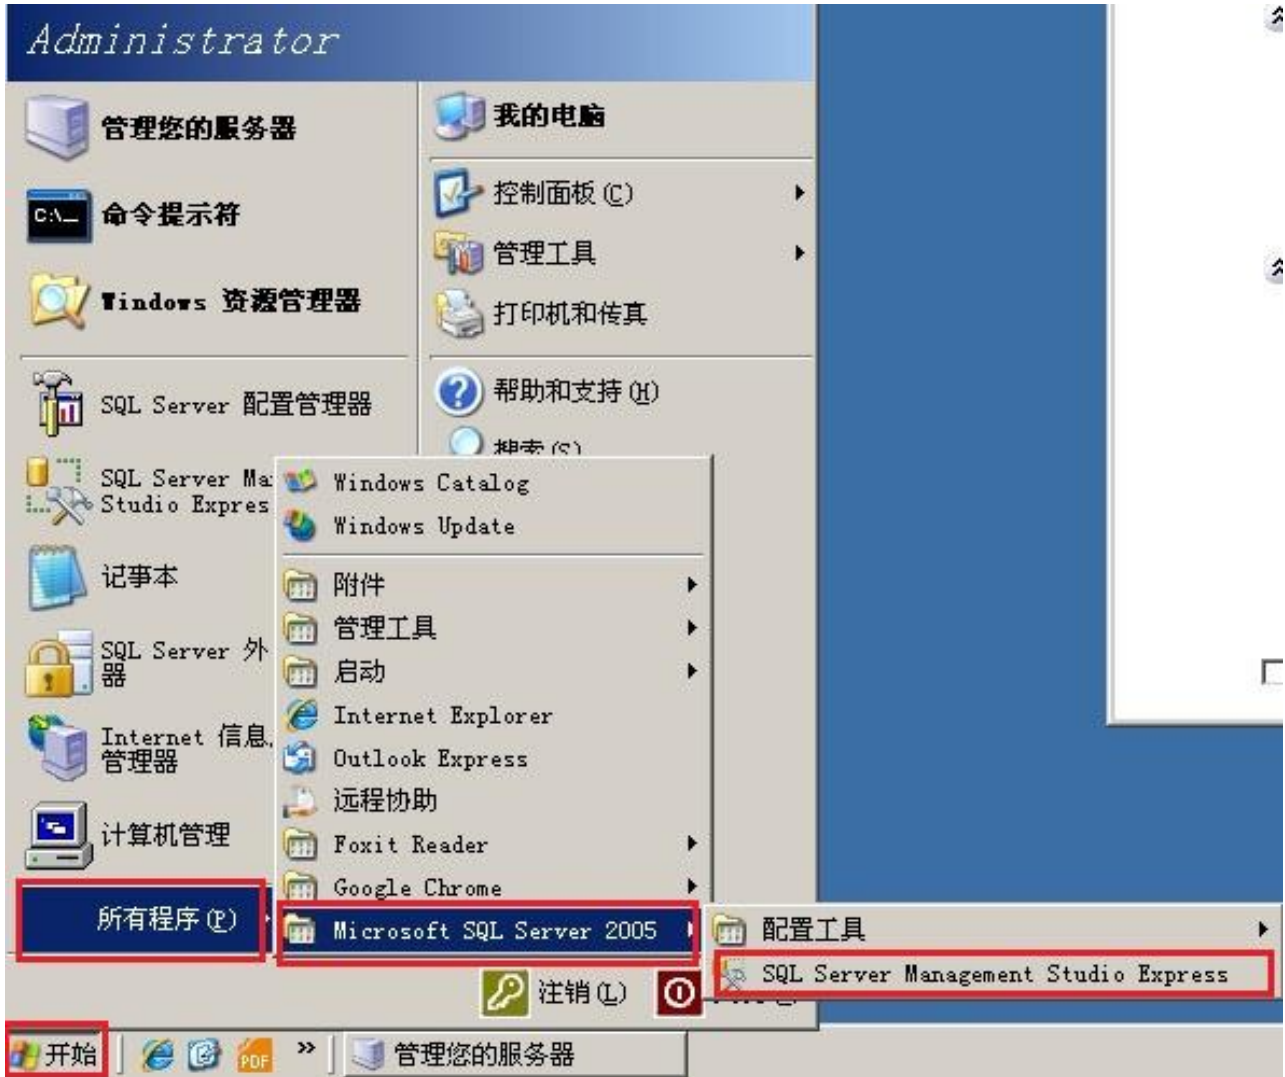 Administrator
管理您的服务器
命令提示符
Windows 资源管理器
SQL Server 配置管理器
SQL Server Ma
Studio Expres
记事本
SQL Server 外
器
Internet 信息
管理器
计算机管理
所有程序(P)
我的电脑
控制面板(C)
管理工具
打印机和传真
帮助和支持(H)
搜索(S)
Windows Catalog
Windows Update
附件
管理工具
启动
Internet Explorer
Outlook Express
远程协助
Foxit Reader
Google Chrome
Microsoft SQL Server 2005
配置工具
SQL Server Management Studio Express
注销(L)
开始
PDF
»
管理您的服务器
C:\_